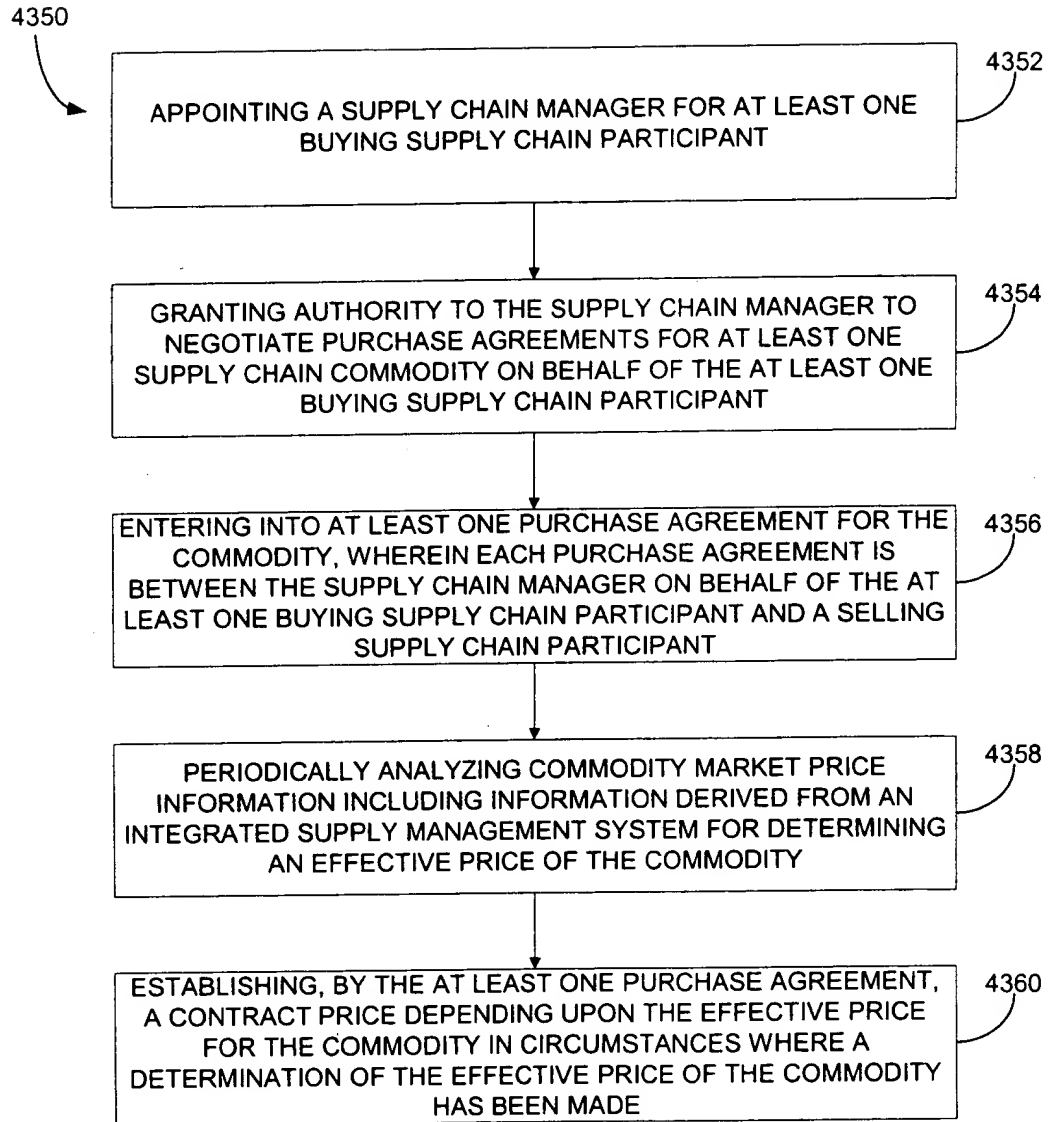 4350
4352
APPOINTING A SUPPLY CHAIN MANAGER FOR AT LEAST ONE
BUYING SUPPLY CHAIN PARTICIPANT
4354
GRANTING AUTHORITY TO THE SUPPLY CHAIN MANAGER TO
NEGOTIATE PURCHASE AGREEMENTS FOR AT LEAST ONE
SUPPLY CHAIN COMMODITY ON BEHALF OF THE AT LEAST ONE
BUYING SUPPLY CHAIN PARTICIPANT
4356
ENTERING INTO AT LEAST ONE PURCHASE AGREEMENT FOR THE
COMMODITY, WHEREIN EACH PURCHASE AGREEMENT IS
BETWEEN THE SUPPLY CHAIN MANAGER ON BEHALF OF THE AT
LEAST ONE BUYING SUPPLY CHAIN PARTICIPANT AND A SELLING
SUPPLY CHAIN PARTICIPANT
4358
PERIODICALLY ANALYZING COMMODITY MARKET PRICE
INFORMATION INCLUDING INFORMATION DERIVED FROM AN
INTEGRATED SUPPLY MANAGEMENT SYSTEM FOR DETERMINING
AN EFFECTIVE PRICE OF THE COMMODITY
4360
ESTABLISHING, BY THE AT LEAST ONE PURCHASE AGREEMENT,
A CONTRACT PRICE DEPENDING UPON THE EFFECTIVE PRICE
FOR THE COMMODITY IN CIRCUMSTANCES WHERE A
DETERMINATION OF THE EFFECTIVE PRICE OF THE COMMODITY
HAS BEEN MADE